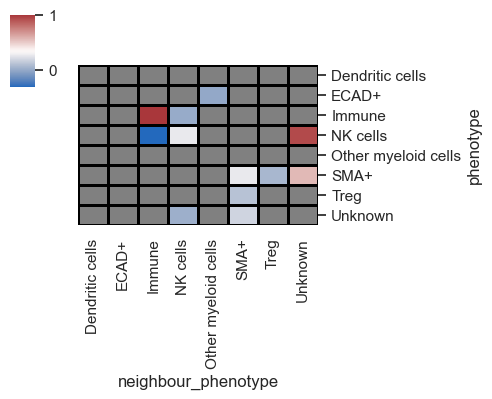 1
0
Dendritic cells
ECAD+
Immune
NK cells
Other myeloid cells
SMA+
Treg
Unknown
phenotype
Dendritic cells
ECAD+
Immune
NK cells
Other myeloid cells
SMA+
Treg
Unknown
neighbour_phenotype